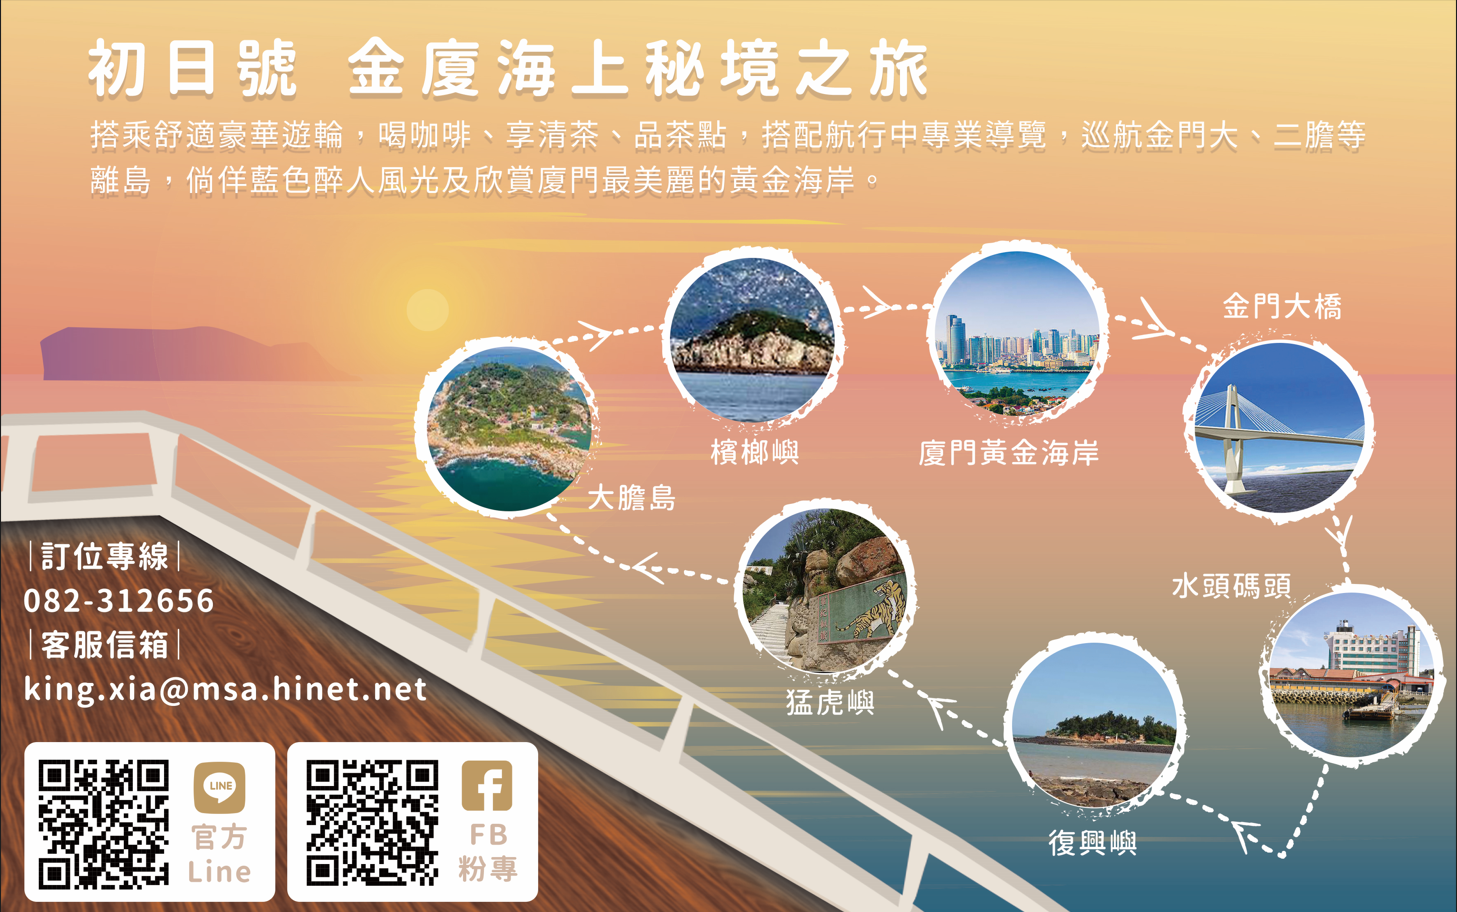 初日號 金廈海上秘境之旅
搭乘舒適豪華遊輪，喝咖啡、享清茶、品茶點，搭配航行中專業導覽，巡航金門大、二膽等
離島，倘佯藍色醉人風光及欣賞廈門最美麗的黃金海岸。
金門大橋
檳榔嶼
廈門黃金海岸
大膽島
水頭碼頭
猛虎嶼
復興嶼
|訂位專線|
082-312656
|客服信箱|
king.xia@msa.hinet.net
LINE
官方
Line
FB
粉專